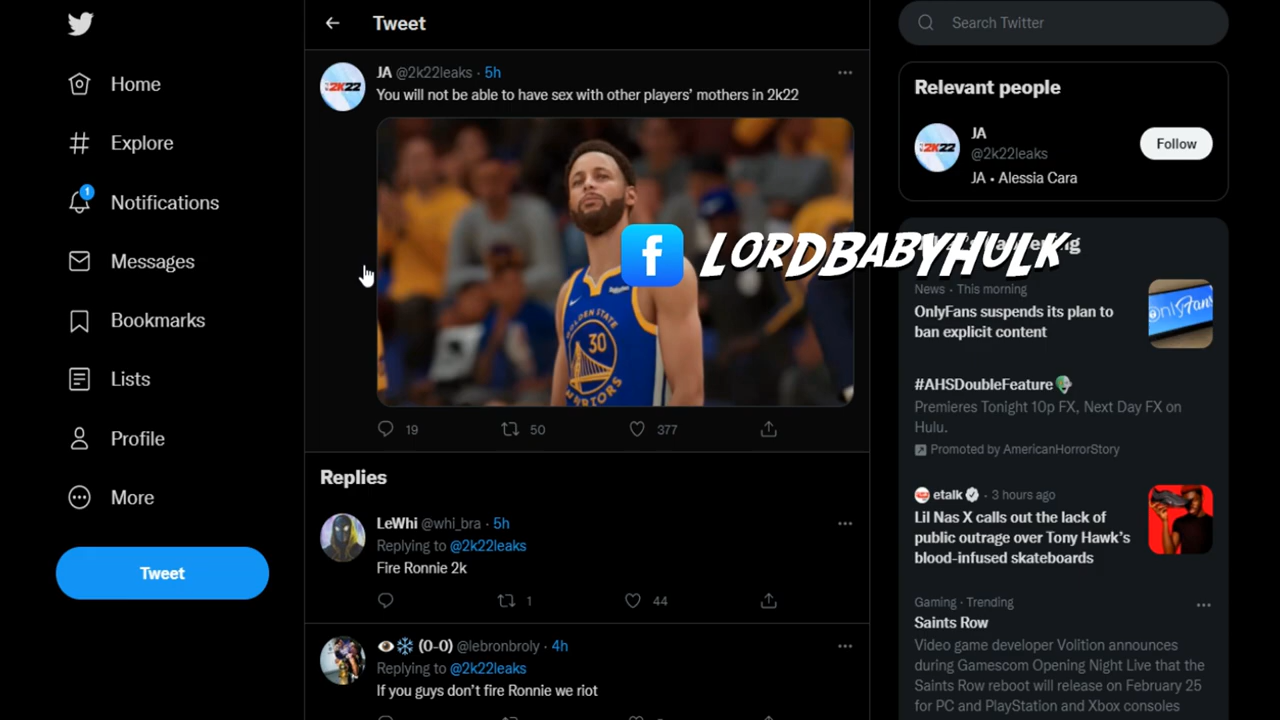 Home
Explore
1
Notifications
Messages
Bookmarks
Lists
Profile
More
Tweet
Tweet
2K22
JA @2k22leaks · 5h
You will not be able to have sex with other players' mothers in 2k22
GOLDEN STATE
30
WARRIORS
19 50 377
Replies
LeWhi @whi_bra · 5h
Replying to @2k22leaks
Fire Ronnie 2k
1 44
(0-0) @lebronbroly · 4h
Replying to @2k22leaks
If you guys don't fire Ronnie we riot
f LORDBABYHULK
Search Twitter
Relevant people
2K22
JA
@2k22leaks
Follow
JA • Alessia Cara
News · This morning
OnlyFans suspends its plan to
ban explicit content
#AHSDoubleFeature
Premieres Tonight 10p FX, Next Day FX on
Hulu.
Promoted by AmericanHorrorStory
etalk · 3 hours ago
Lil Nas X calls out the lack of
public outrage over Tony Hawk's
blood-infused skateboards
Gaming · Trending
Saints Row
Video game developer Volition announces
during Gamescom Opening Night Live that the
Saints Row reboot will release on February 25
for PC and PlayStation and Xbox consoles